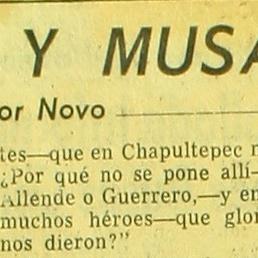 Y MUSA
or Novo
tes—que en Chapultepec
¿Por qué no se pone allí—
Allende o Guerrero,—y en
muchos héroes—que glor
nos dieron?"